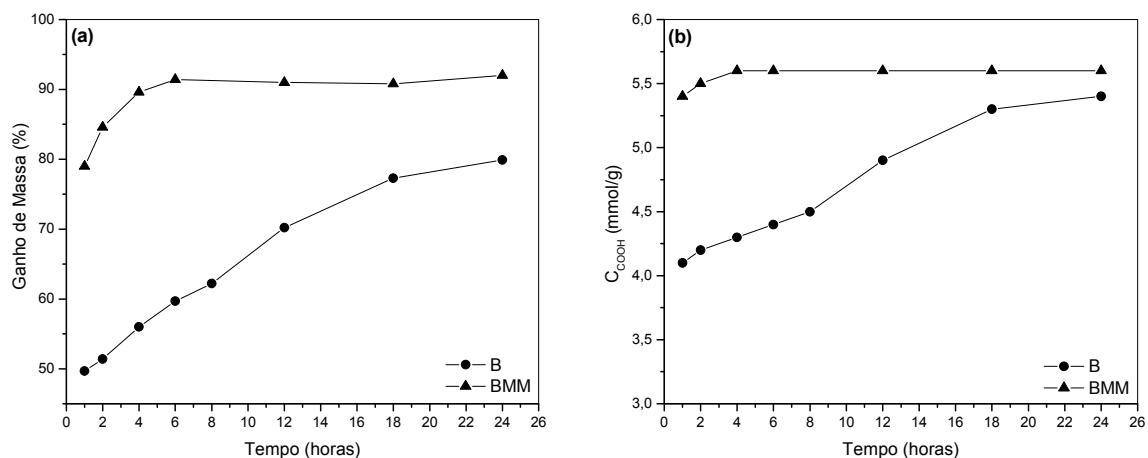 (a)
100
90
80
70
60
50
Ganho de Massa (%)
0 2 4 6 8 10 12 14 16 18 20 22 24 26
Tempo (horas)
B
BMM
(b)
6,0
5,5
5,0
4,5
4,0
3,5
3,0
C_COOH (mmol/g)
0 2 4 6 8 10 12 14 16 18 20 22 24 26
Tempo (horas)
B
BMM